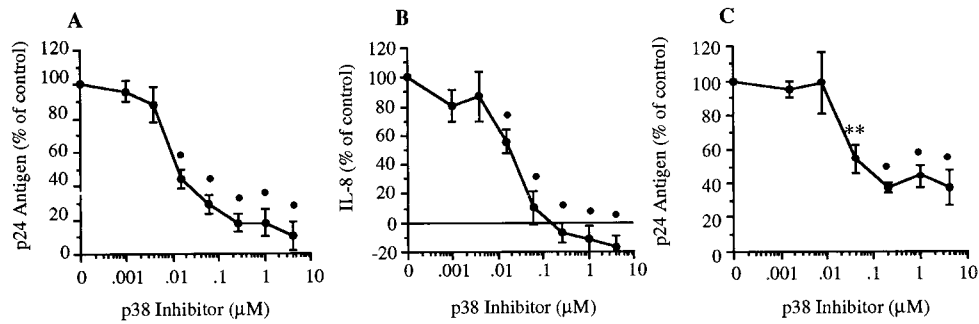 A
p24 Antigen (% of control)
120
100
80
60
40
20
0
0 .001 .01 .1 1 10
p38 Inhibitor (μM)
B
IL-8 (% of control)
120
100
80
60
40
20
0
-20
0 .001 .01 .1 1 10
p38 Inhibitor (μM)
C
p24 Antigen (% of control)
120
100
80
60
40
20
0
**
0 .001 .01 .1 1 10
p38 Inhibitor (μM)